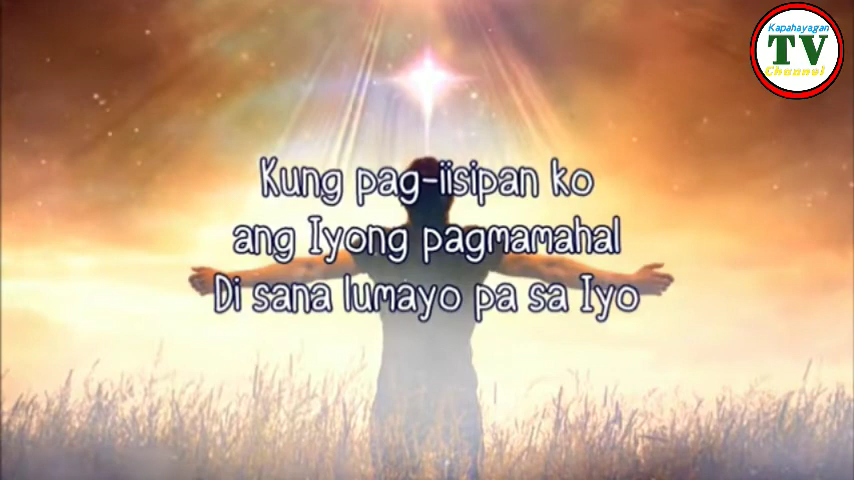 Kapahayagan
TV
Channel
Kung pag-iisipan ko
ang Iyong pagmamahal
Di sana lumayo pa sa Iyo